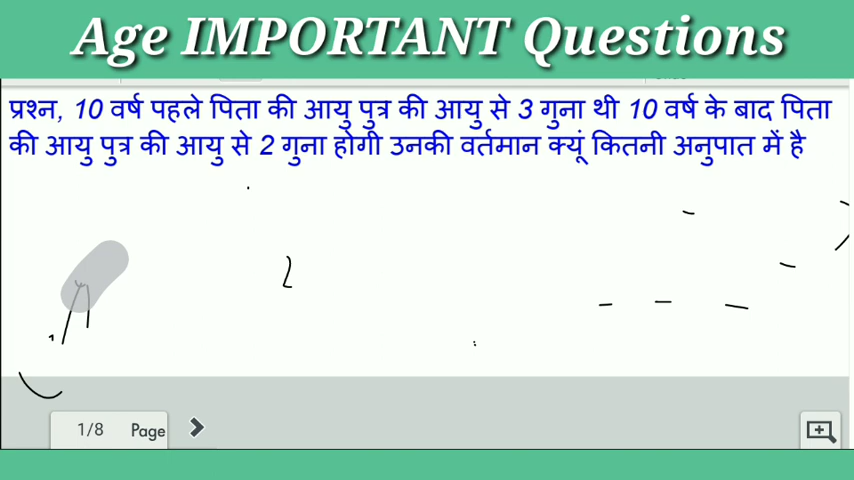 Age IMPORTANT Questions
प्रश्न, 10 वर्ष पहले पिता की आयु पुत्र की आयु से 3 गुना थी 10 वर्ष के बाद पिता
की आयु पुत्र की आयु से 2 गुना होगी उनकी वर्तमान क्यूं कितनी अनुपात में है
2
1/8 Page